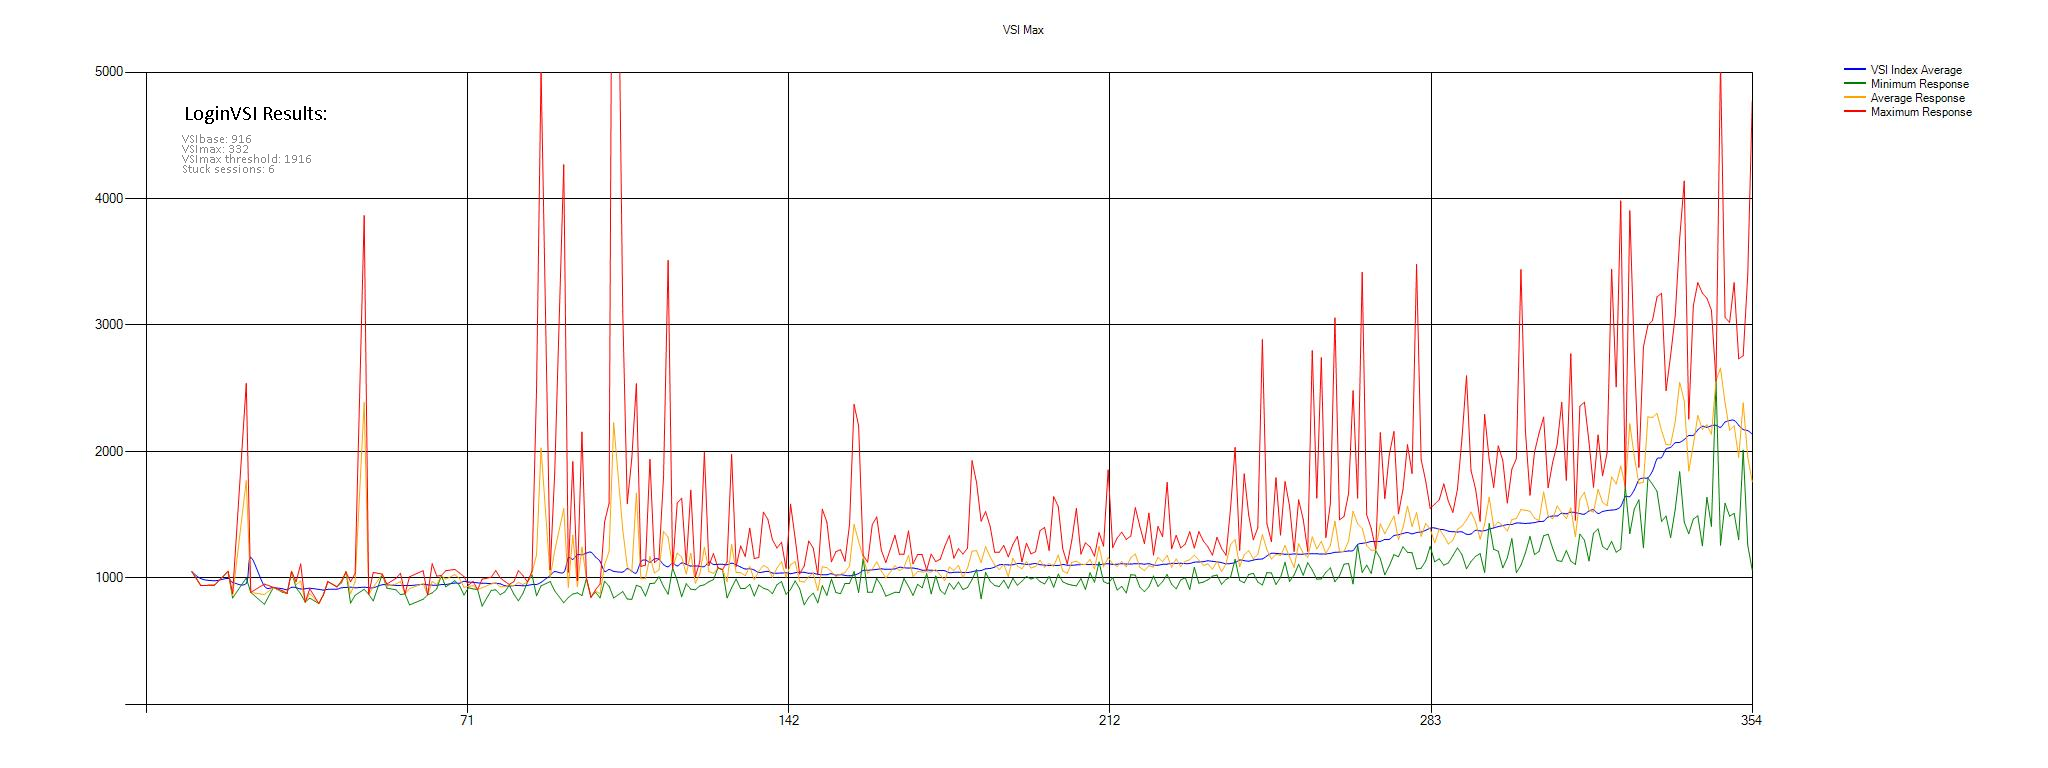 VSI Max
5000
4000
3000
2000
1000
LoginVSI Results:
VSIbase: 916
VSImax: 332
VSImax threshold: 1916
Stuck sessions: 6
VSI Index Average
Minimum Response
Average Response
Maximum Response
71
142
212
283
354